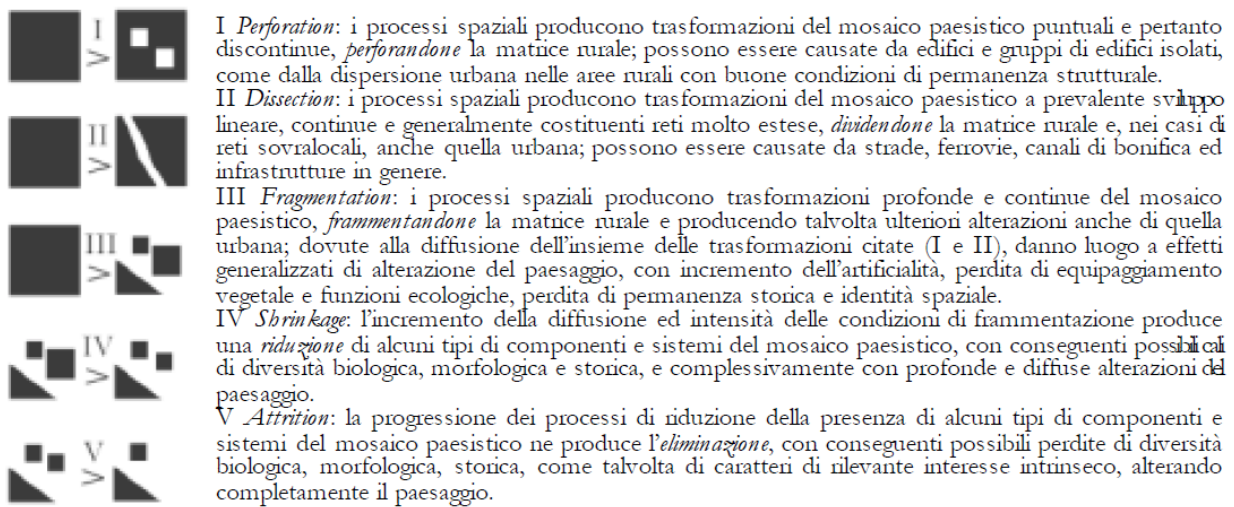 I
>
I Perforation: i processi spaziali producono trasformazioni del mosaico paesistico puntuali e pertanto
discontinue, perforandone la matrice rurale; possono essere causate da edifici e gruppi di edifici isolati,
come dalla dispersione urbana nelle aree rurali con buone condizioni di permanenza strutturale.
II
>
II Dissection: i processi spaziali producono trasformazioni del mosaico paesistico a prevalente sviluppo
lineare, continue e generalmente costituenti reti molto estese, dividendone la matrice rurale e, nei casi di
reti sovralocali, anche quella urbana; possono essere causate da strade, ferrovie, canali di bonifica ed
infrastrutture in genere.
III
>
III Fragmentation: i processi spaziali producono trasformazioni profonde e continue del mosaico
paesistico, frammentandone la matrice rurale e producendo talvolta ulteriori alterazioni anche di quella
urbana; dovute alla diffusione dell'insieme delle trasformazioni citate (I e II), danno luogo a effetti
generalizzati di alterazione del paesaggio, con incremento dell'artificialità, perdita di equipaggiamento
vegetale e funzioni ecologiche, perdita di permanenza storica e identità spaziale.
IV
>
IV Shrinkage: l'incremento della diffusione ed intensità delle condizioni di frammentazione produce
una riduzione di alcuni tipi di componenti e sistemi del mosaico paesistico, con conseguenti
di diversità biologica, morfologica e storica, e complessivamente con profonde e diffuse alterazioni del
paesaggio.
V
>
V Attrition: la progressione dei processi di riduzione della presenza di alcuni tipi di componenti e
sistemi del mosaico paesistico ne produce l'eliminazione, con conseguenti possibili perdite di diversità
biologica, morfologica, storica, come talvolta di caratteri di rilevante interesse intrinseco, alterando
completamente il paesaggio.